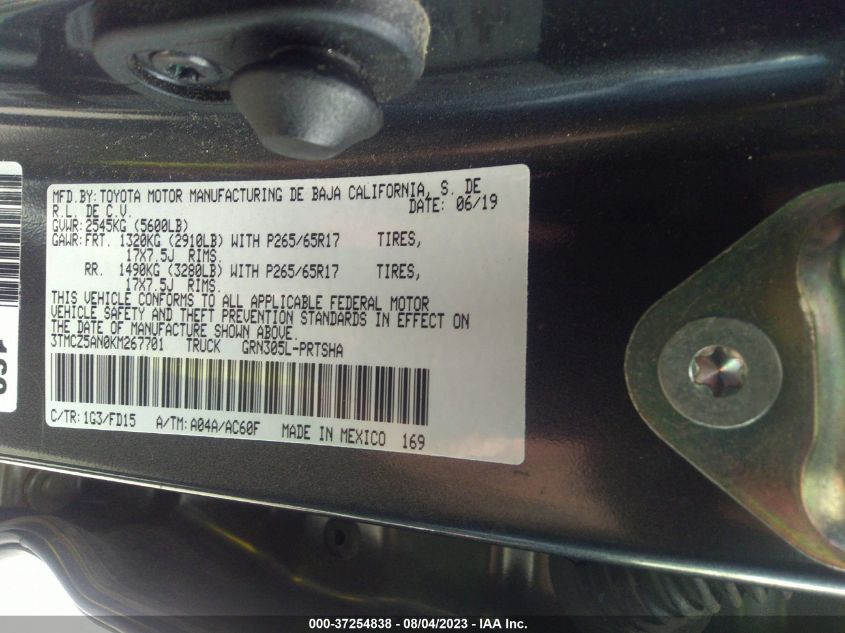 MFD.BY:TOYOTA MOTOR MANUFACTURING DE BAJA CALIFORNIA, S. DE
R.L. DE C.V. DATE: 06/19
GVWR:2545KG (5600LB)
GAWR:FRT. 1320KG (2910LB) WITH P265/65R17 TIRES,
17X7.5J RIMS.
RR. 1490KG (3280LB) WITH P265/65R17 TIRES,
17X7.5J RIMS.
THIS VEHICLE CONFORMS TO ALL APPLICABLE FEDERAL MOTOR
VEHICLE SAFETY AND THEFT PREVENTION STANDARDS IN EFFECT ON
THE DATE OF MANUFACTURE SHOWN ABOVE.
3TMCZ5AN0KM267701 TRUCK GRN305L-PRTSHA
C/TR:1G3/FD15 A/TM:A04A/AC60F MADE IN MEXICO 169
000-37254838 - 08/04/2023 - IAA Inc.